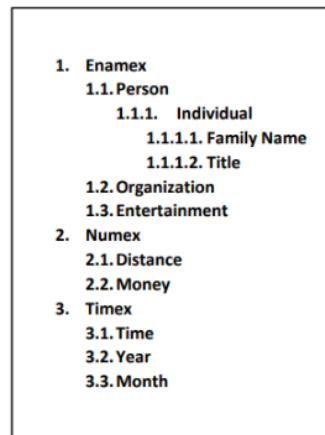 1. Enamex
1.1. Person
1.1.1. Individual
1.1.1.1. Family Name
1.1.1.2. Title
1.2. Organization
1.3. Entertainment
2. Numex
2.1. Distance
2.2. Money
3. Timex
3.1. Time
3.2. Year
3.3. Month